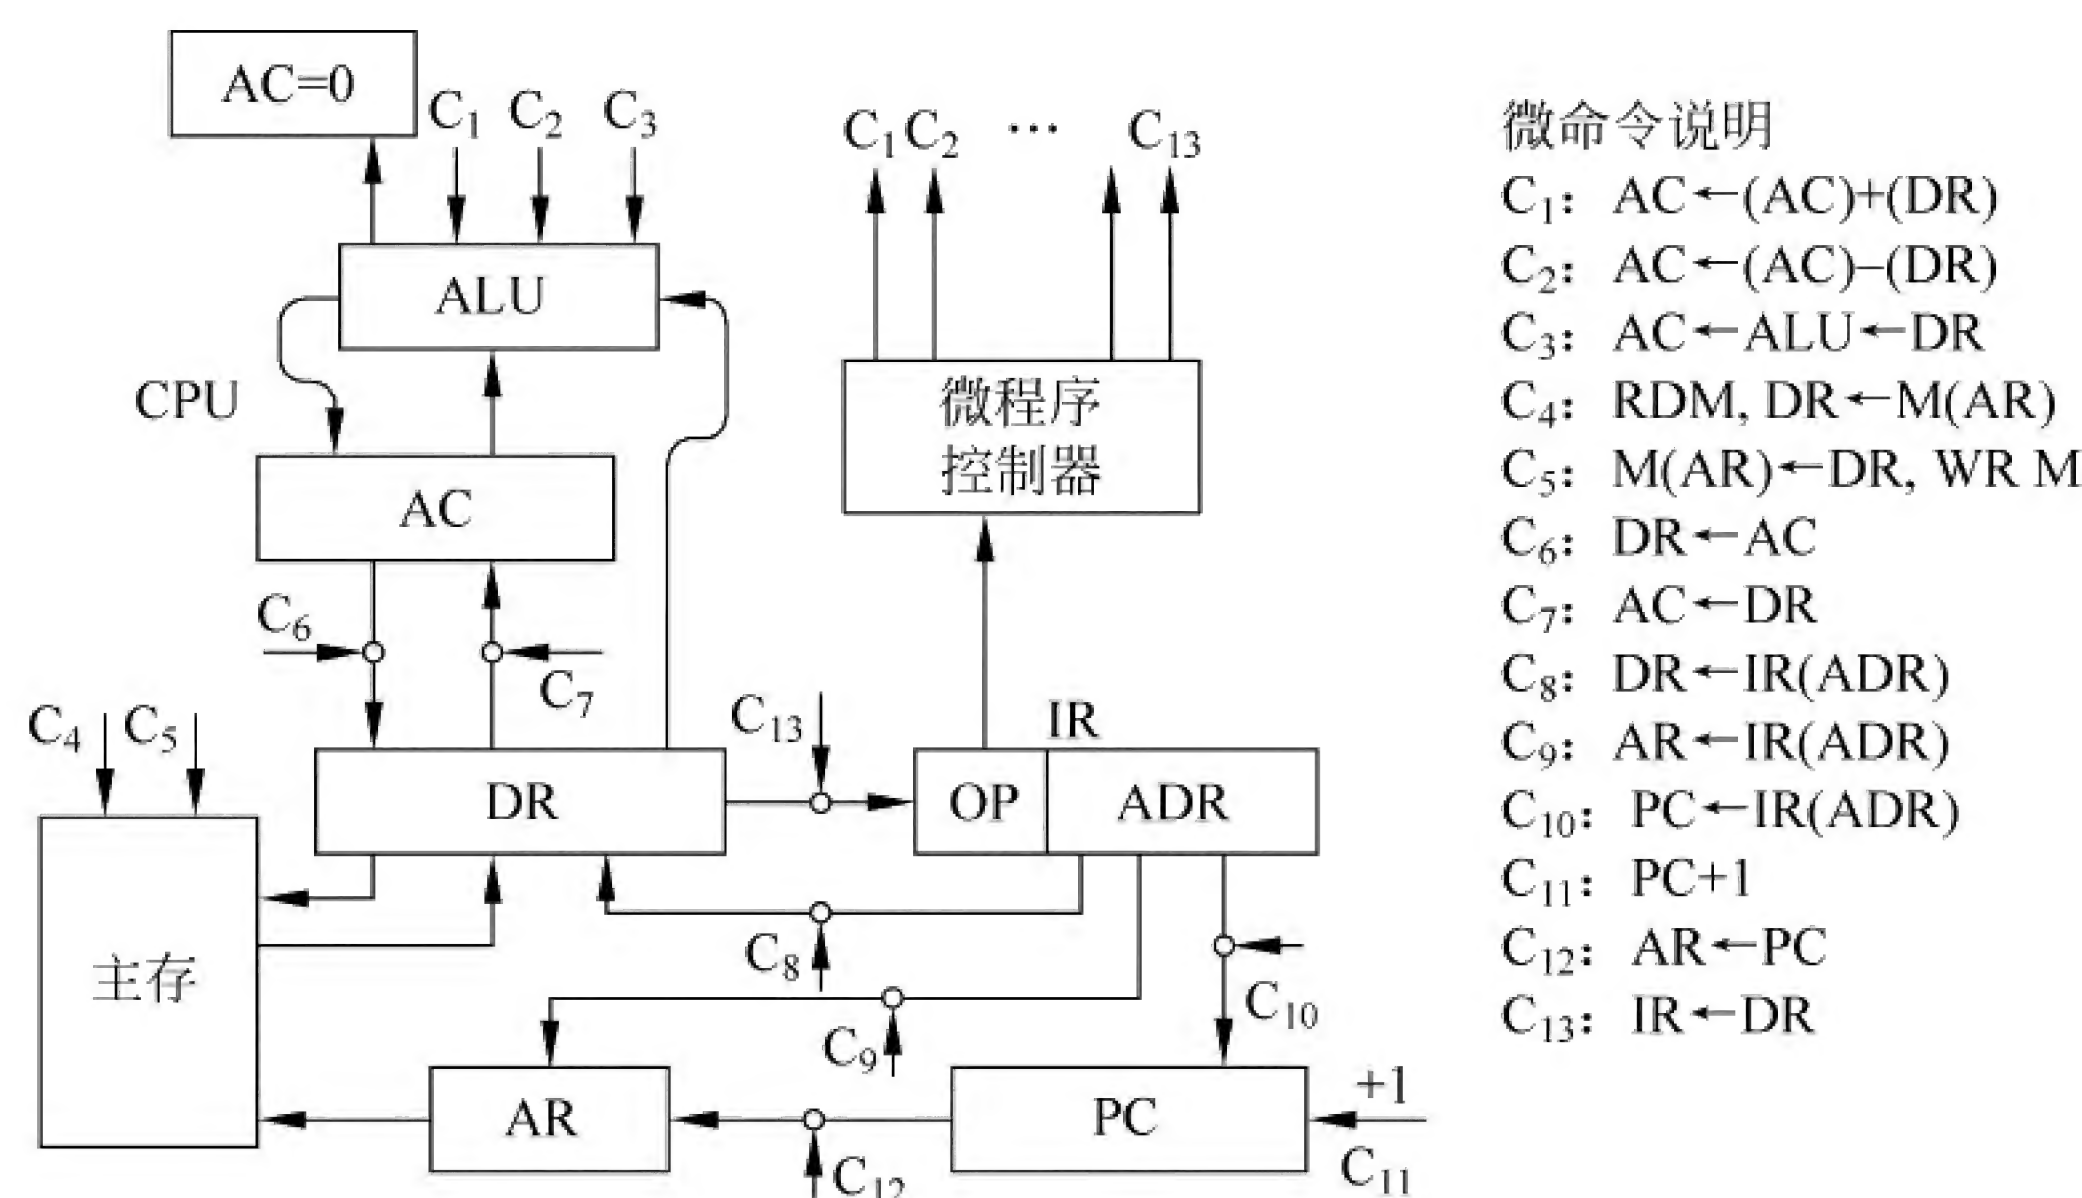 AC=0
C₁ C₂ C₃
ALU
CPU
AC
C₆
C₇
C₄ C₅
DR
C₁₃
主存
C₁ C₂ … C₁₃
微程序
控制器
IR
OP ADR
C₈
C₉
C₁₀
AR
C₁₂
PC
+1
C₁₁
微命令说明
C₁: AC←(AC)+(DR)
C₂: AC←(AC)−(DR)
C₃: AC←ALU←DR
C₄: RDM, DR←M(AR)
C₅: M(AR)←DR, WR M
C₆: DR←AC
C₇: AC←DR
C₈: DR←IR(ADR)
C₉: AR←IR(ADR)
C₁₀: PC←IR(ADR)
C₁₁: PC+1
C₁₂: AR←PC
C₁₃: IR←DR